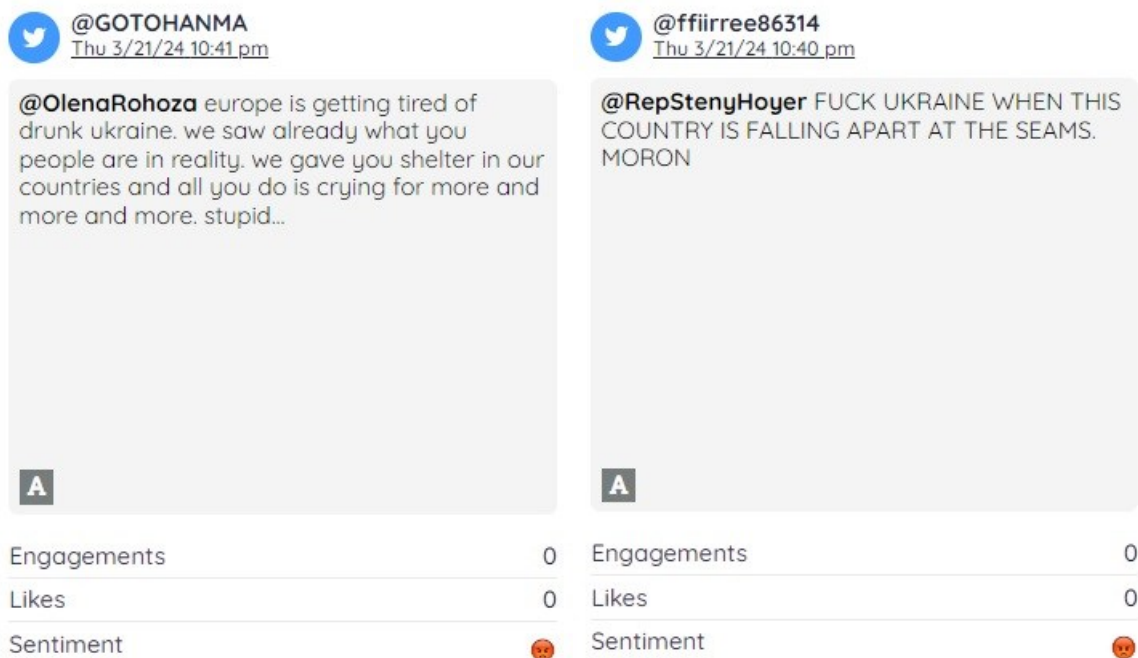 @GOTOHANMA
Thu 3/21/24 10:41 pm
@OlenaRohoza europe is getting tired of
drunk ukraine. we saw already what you
people are in reality. we gave you shelter in our
countries and all you do is crying for more and
more and more. stupid...
A
Engagements 0
Likes 0
Sentiment
@ffiirree86314
Thu 3/21/24 10:40 pm
@RepStenyHoyer FUCK UKRAINE WHEN THIS
COUNTRY IS FALLING APART AT THE SEAMS.
MORON
A
Engagements 0
Likes 0
Sentiment